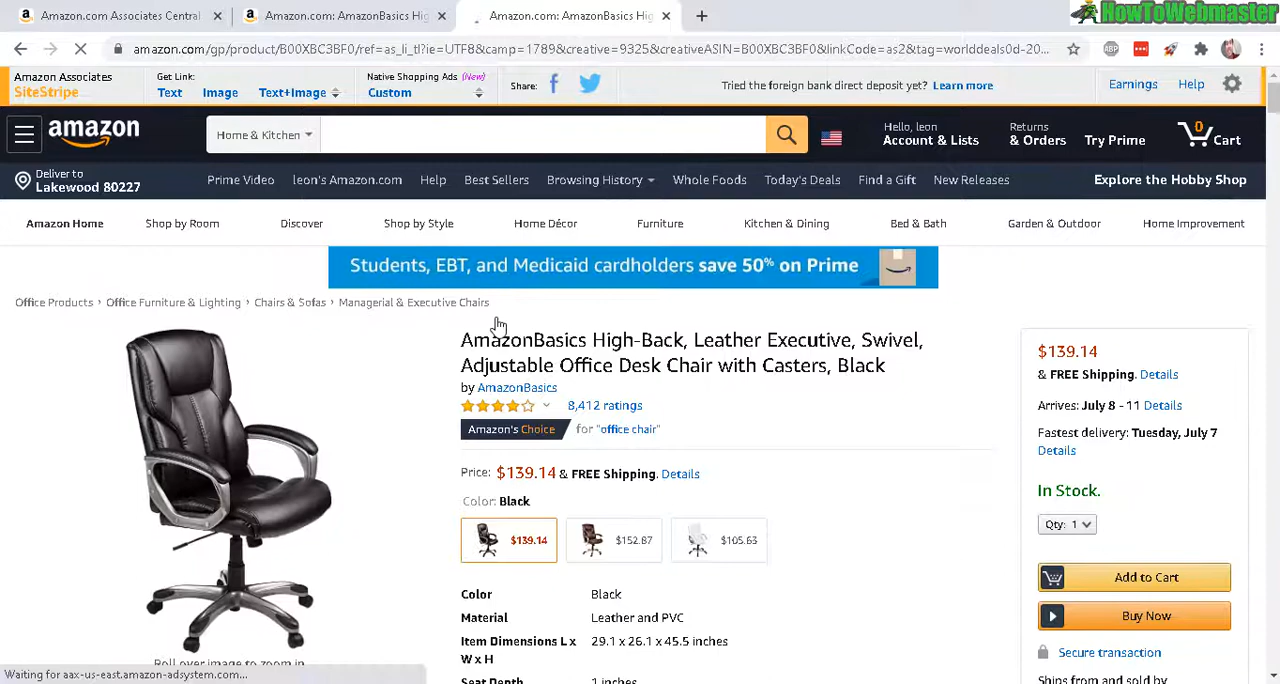 Amazon.com Associates Central
Amazon.com: AmazonBasics Hig
Amazon.com: AmazonBasics Hig
HowToWebmaster
amazon.com/gp/product/B00XBC3BF0/ref=as_li_tl?ie=UTF8&camp=1789&creative=9325&creativeASIN=B00XBC3BF0&linkCode=as2&tag=worlddeals0d-20...
ABP
Amazon Associates
SiteStripe
Get Link:
Text Image Text+Image
Native Shopping Ads (New)
Custom
Share:
Tried the foreign bank direct deposit yet? Learn more
Earnings Help
amazon
Home & Kitchen
Hello, leon
Account & Lists
Returns
& Orders
Try Prime
0
Cart
Deliver to
Lakewood 80227
Prime Video leon's Amazon.com Help Best Sellers Browsing History Whole Foods Today's Deals Find a Gift New Releases
Explore the Hobby Shop
Amazon Home Shop by Room Discover Shop by Style Home Décor Furniture Kitchen & Dining Bed & Bath Garden & Outdoor Home Improvement
Students, EBT, and Medicaid cardholders save 50% on Prime
Office Products › Office Furniture & Lighting › Chairs & Sofas › Managerial & Executive Chairs
AmazonBasics High-Back, Leather Executive, Swivel,
Adjustable Office Desk Chair with Casters, Black
by AmazonBasics
8,412 ratings
Amazon's Choice for "office chair"
Price: $139.14 & FREE Shipping. Details
Color: Black
$139.14
$152.87
$105.63
Color Black
Material Leather and PVC
Item Dimensions L x 29.1 x 26.1 x 45.5 inches
W x H
Seat Depth 1 inches
Roll over image to zoom in
$139.14
& FREE Shipping. Details
Arrives: July 8 - 11 Details
Fastest delivery: Tuesday, July 7
Details
In Stock.
Qty: 1
Add to Cart
Buy Now
Secure transaction
Ships from and sold by
Waiting for aax-us-east.amazon-adsystem.com...